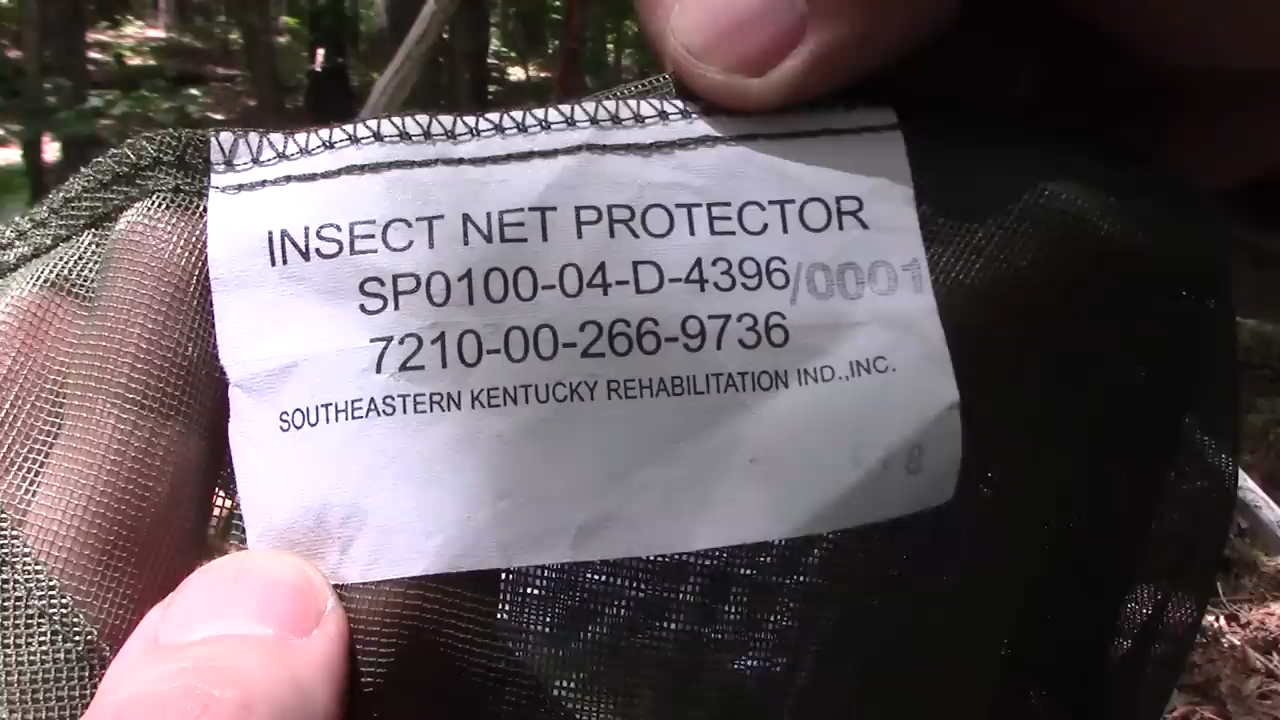 INSECT NET PROTECTOR
SP0100-04-D-4396/0001
7210-00-266-9736
SOUTHEASTERN KENTUCKY REHABILITATION IND.,INC.